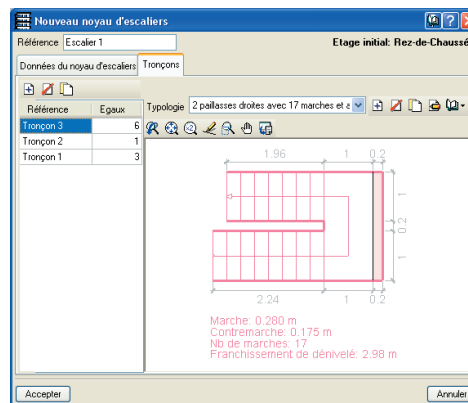 Nouveau noyau d'escaliers
Référence Escalier 1 Etage initial: Rez-de-Chaussé
Données du noyau d'escaliers Tronçons
Référence Egaux
Typologie 2 paillasses droites avec 17 marches et
Tronçon 3 6
Tronçon 2 1
Tronçon 1 3
1.96 1 0.2
1
0.2
1
2.24 1 0.2
Marche: 0.280 m
Contremarche: 0.175 m
Nb de marches: 17
Franchissement de dénivelé: 2.98 m
Accepter Annuler